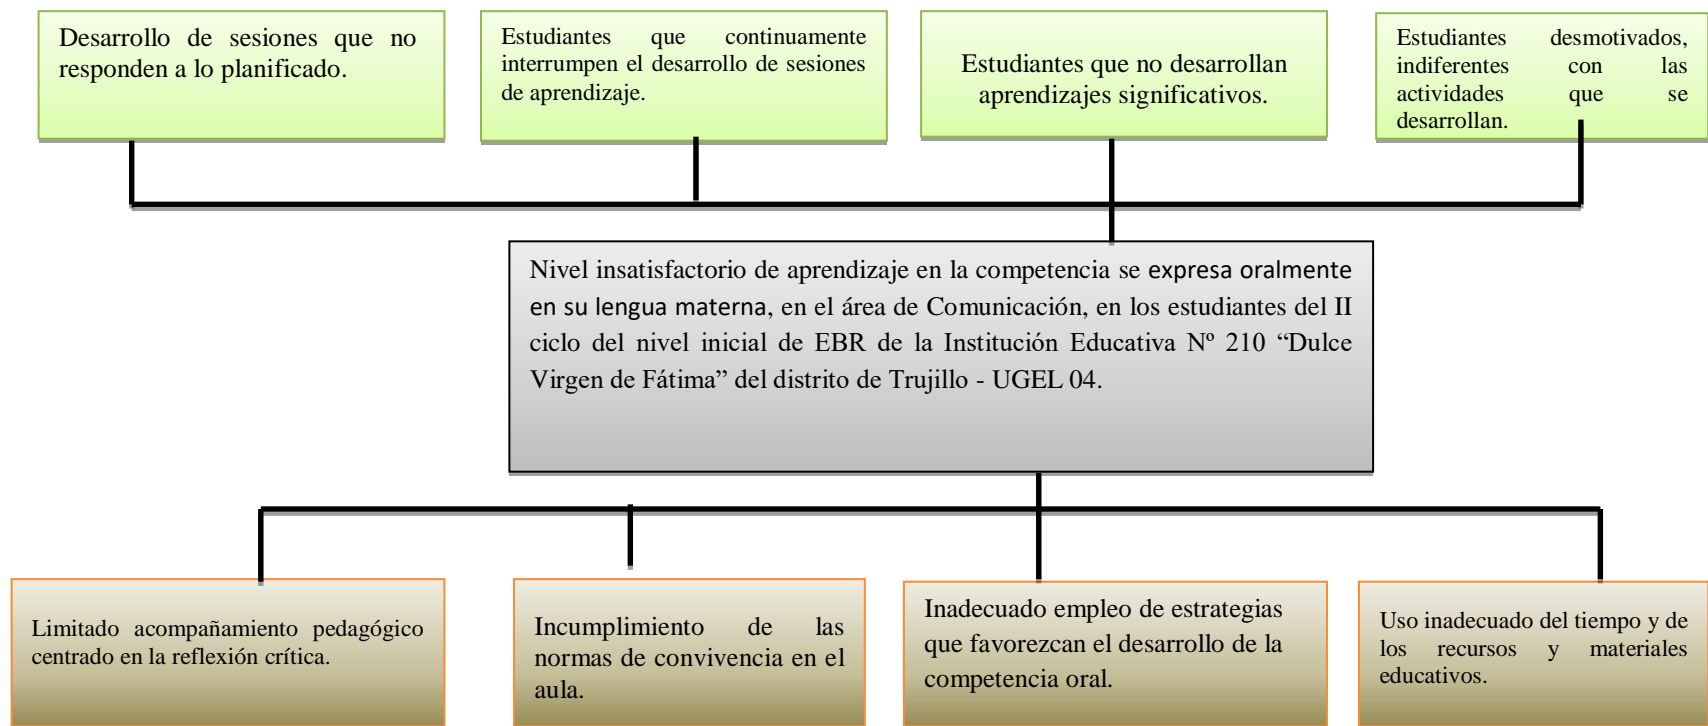 Desarrollo de sesiones que no
responden a lo planificado.
Estudiantes que continuamente
interrumpen el desarrollo de sesiones
de aprendizaje.
Estudiantes que no desarrollan
aprendizajes significativos.
Estudiantes desmotivados,
indiferentes con las
actividades que se
desarrollan.
Nivel insatisfactorio de aprendizaje en la competencia se expresa oralmente
en su lengua materna, en el área de Comunicación, en los estudiantes del II
ciclo del nivel inicial de EBR de la Institución Educativa Nº 210 “Dulce
Virgen de Fátima” del distrito de Trujillo - UGEL 04.
Limitado acompañamiento pedagógico
centrado en la reflexión crítica.
Incumplimiento de las
normas de convivencia en el
aula.
Inadecuado empleo de estrategias
que favorezcan el desarrollo de la
competencia oral.
Uso inadecuado del tiempo y de
los recursos y materiales
educativos.